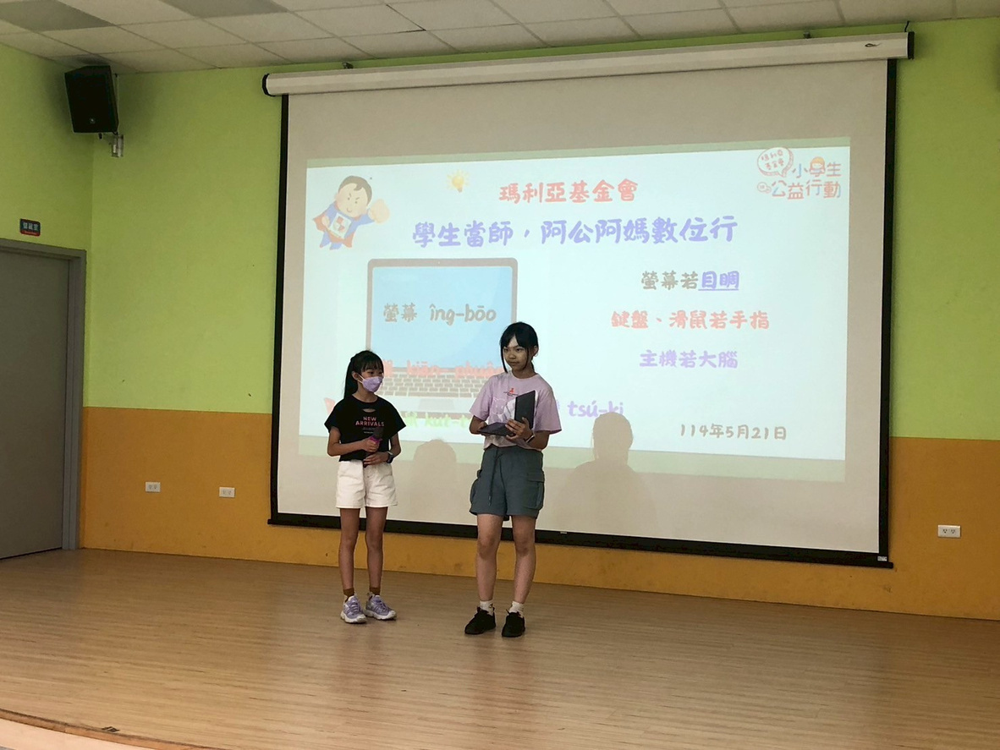 瑪利亞基金會
小學生
公益行動
學生當師，阿公阿媽數位行
螢幕 îng-bōo
螢幕若目睭
鍵盤、滑鼠若手指
主機若大腦
kiān-
tsú-ki
114年5月21日
NEW
ARRIVALS